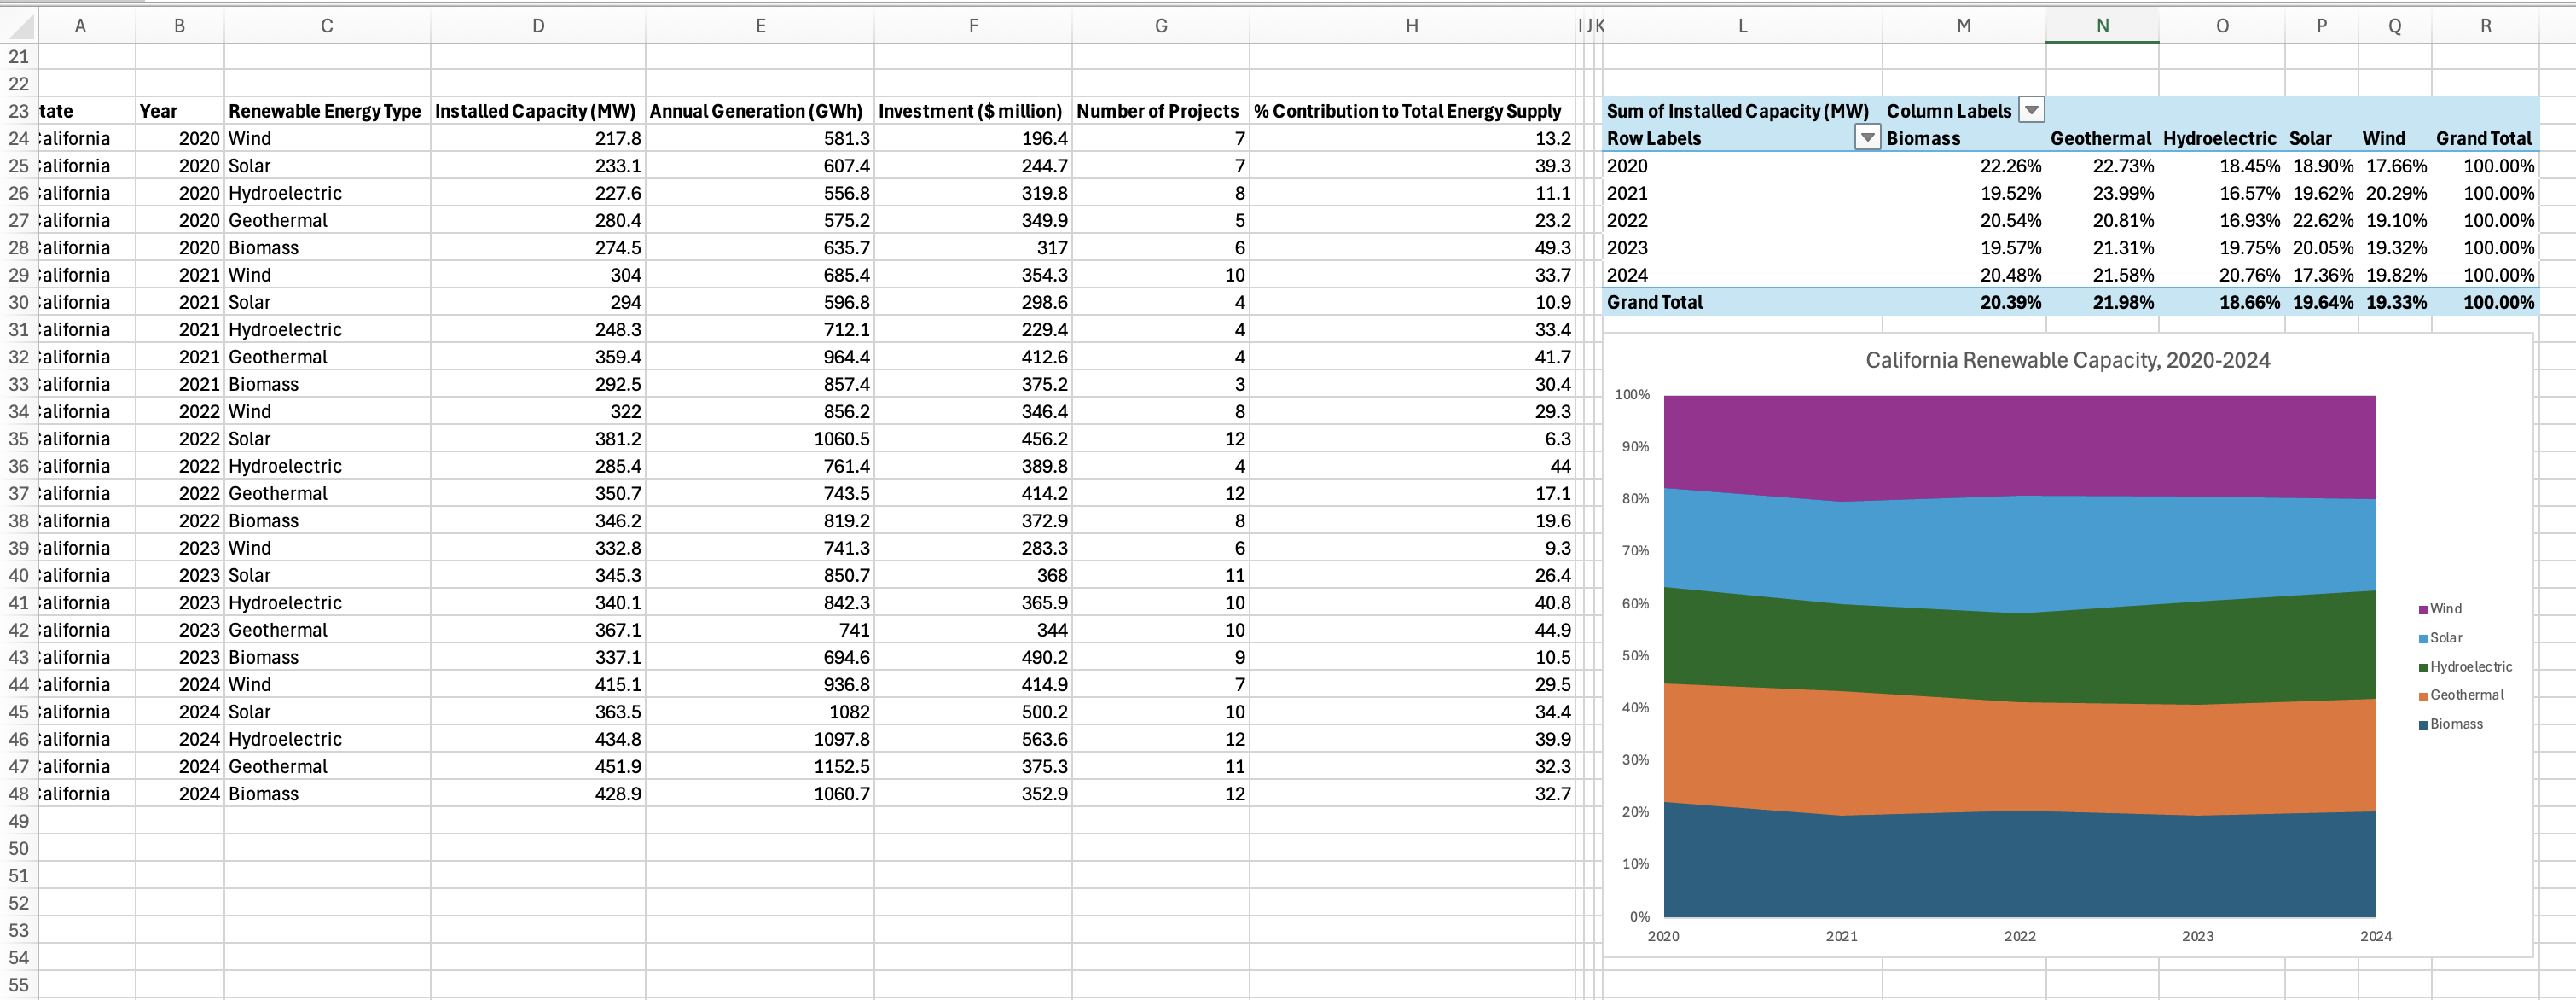 A B C D E F G H I J K L M N O P Q R
21
22
23 tate Year Renewable Energy Type Installed Capacity (MW) Annual Generation (GWh) Investment ($ million) Number of Projects % Contribution to Total Energy Supply Sum of Installed Capacity (MW) Column Labels
24 alifornia 2020 Wind 217.8 581.3 196.4 7 13.2 Row Labels Biomass Geothermal Hydroelectric Solar Wind Grand Total
25 alifornia 2020 Solar 233.1 607.4 244.7 7 39.3 2020 22.26% 22.73% 18.45% 18.90% 17.66% 100.00%
26 alifornia 2020 Hydroelectric 227.6 556.8 319.8 8 11.1 2021 19.52% 23.99% 16.57% 19.62% 20.29% 100.00%
27 alifornia 2020 Geothermal 280.4 575.2 349.9 5 23.2 2022 20.54% 20.81% 16.93% 22.62% 19.10% 100.00%
28 alifornia 2020 Biomass 274.5 635.7 317 6 49.3 2023 19.57% 21.31% 19.75% 20.05% 19.32% 100.00%
29 alifornia 2021 Wind 304 685.4 354.3 10 33.7 2024 20.48% 21.58% 20.76% 17.36% 19.82% 100.00%
30 alifornia 2021 Solar 294 596.8 298.6 4 10.9 Grand Total 20.39% 21.98% 18.66% 19.64% 19.33% 100.00%
31 alifornia 2021 Hydroelectric 248.3 712.1 229.4 4 33.4
32 alifornia 2021 Geothermal 359.4 964.4 412.6 4 41.7
33 alifornia 2021 Biomass 292.5 857.4 375.2 3 30.4
34 alifornia 2022 Wind 322 856.2 346.4 8 29.3
35 alifornia 2022 Solar 381.2 1060.5 456.2 12 6.3
36 alifornia 2022 Hydroelectric 285.4 761.4 389.8 4 44
37 alifornia 2022 Geothermal 350.7 743.5 414.2 12 17.1
38 alifornia 2022 Biomass 346.2 819.2 372.9 8 19.6
39 alifornia 2023 Wind 332.8 741.3 283.3 6 9.3
40 alifornia 2023 Solar 345.3 850.7 368 11 26.4
41 alifornia 2023 Hydroelectric 340.1 842.3 365.9 10 40.8
42 alifornia 2023 Geothermal 367.1 741 344 10 44.9
43 alifornia 2023 Biomass 337.1 694.6 490.2 9 10.5
44 alifornia 2024 Wind 415.1 936.8 414.9 7 29.5
45 alifornia 2024 Solar 363.5 1082 500.2 10 34.4
46 alifornia 2024 Hydroelectric 434.8 1097.8 563.6 12 39.9
47 alifornia 2024 Geothermal 451.9 1152.5 375.3 11 32.3
48 alifornia 2024 Biomass 428.9 1060.7 352.9 12 32.7
49
50
51
52
53
54
55
California Renewable Capacity, 2020-2024
100%
90%
80%
70%
60%
50%
40%
30%
20%
10%
0%
2020 2021 2022 2023 2024
Wind
Solar
Hydroelectric
Geothermal
Biomass